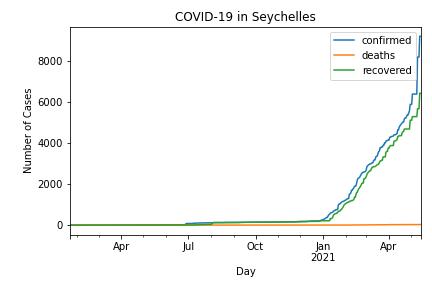 COVID-19 in Seychelles
confirmed
deaths
recovered
Number of Cases
8000
6000
4000
2000
0
Apr
Jul
Oct
Jan
2021
Apr
Day